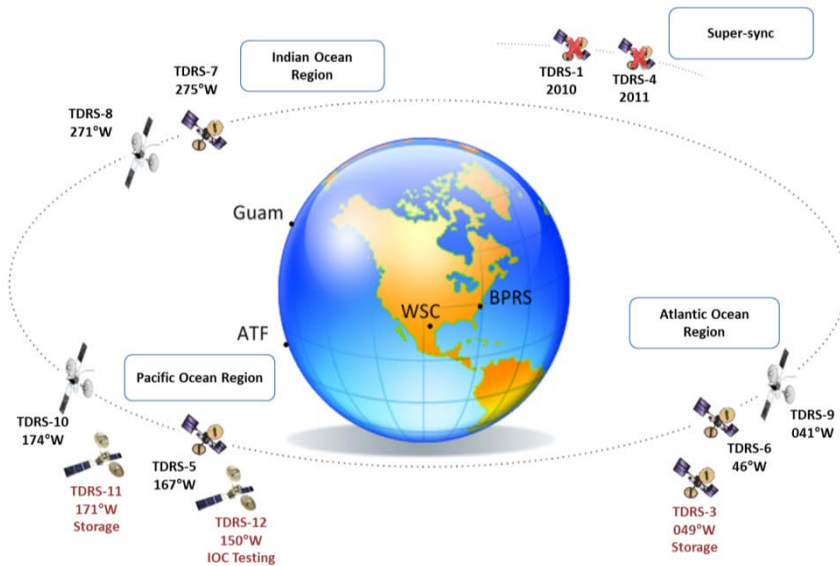 Indian Ocean
Region
Super-sync
TDRS-1
2010
TDRS-4
2011
TDRS-7
275°W
TDRS-8
271°W
Guam
ATF
WSC
BPRS
Atlantic Ocean
Region
Pacific Ocean Region
TDRS-10
174°W
TDRS-11
171°W
Storage
TDRS-5
167°W
TDRS-12
150°W
IOC Testing
TDRS-9
041°W
TDRS-6
46°W
TDRS-3
049°W
Storage